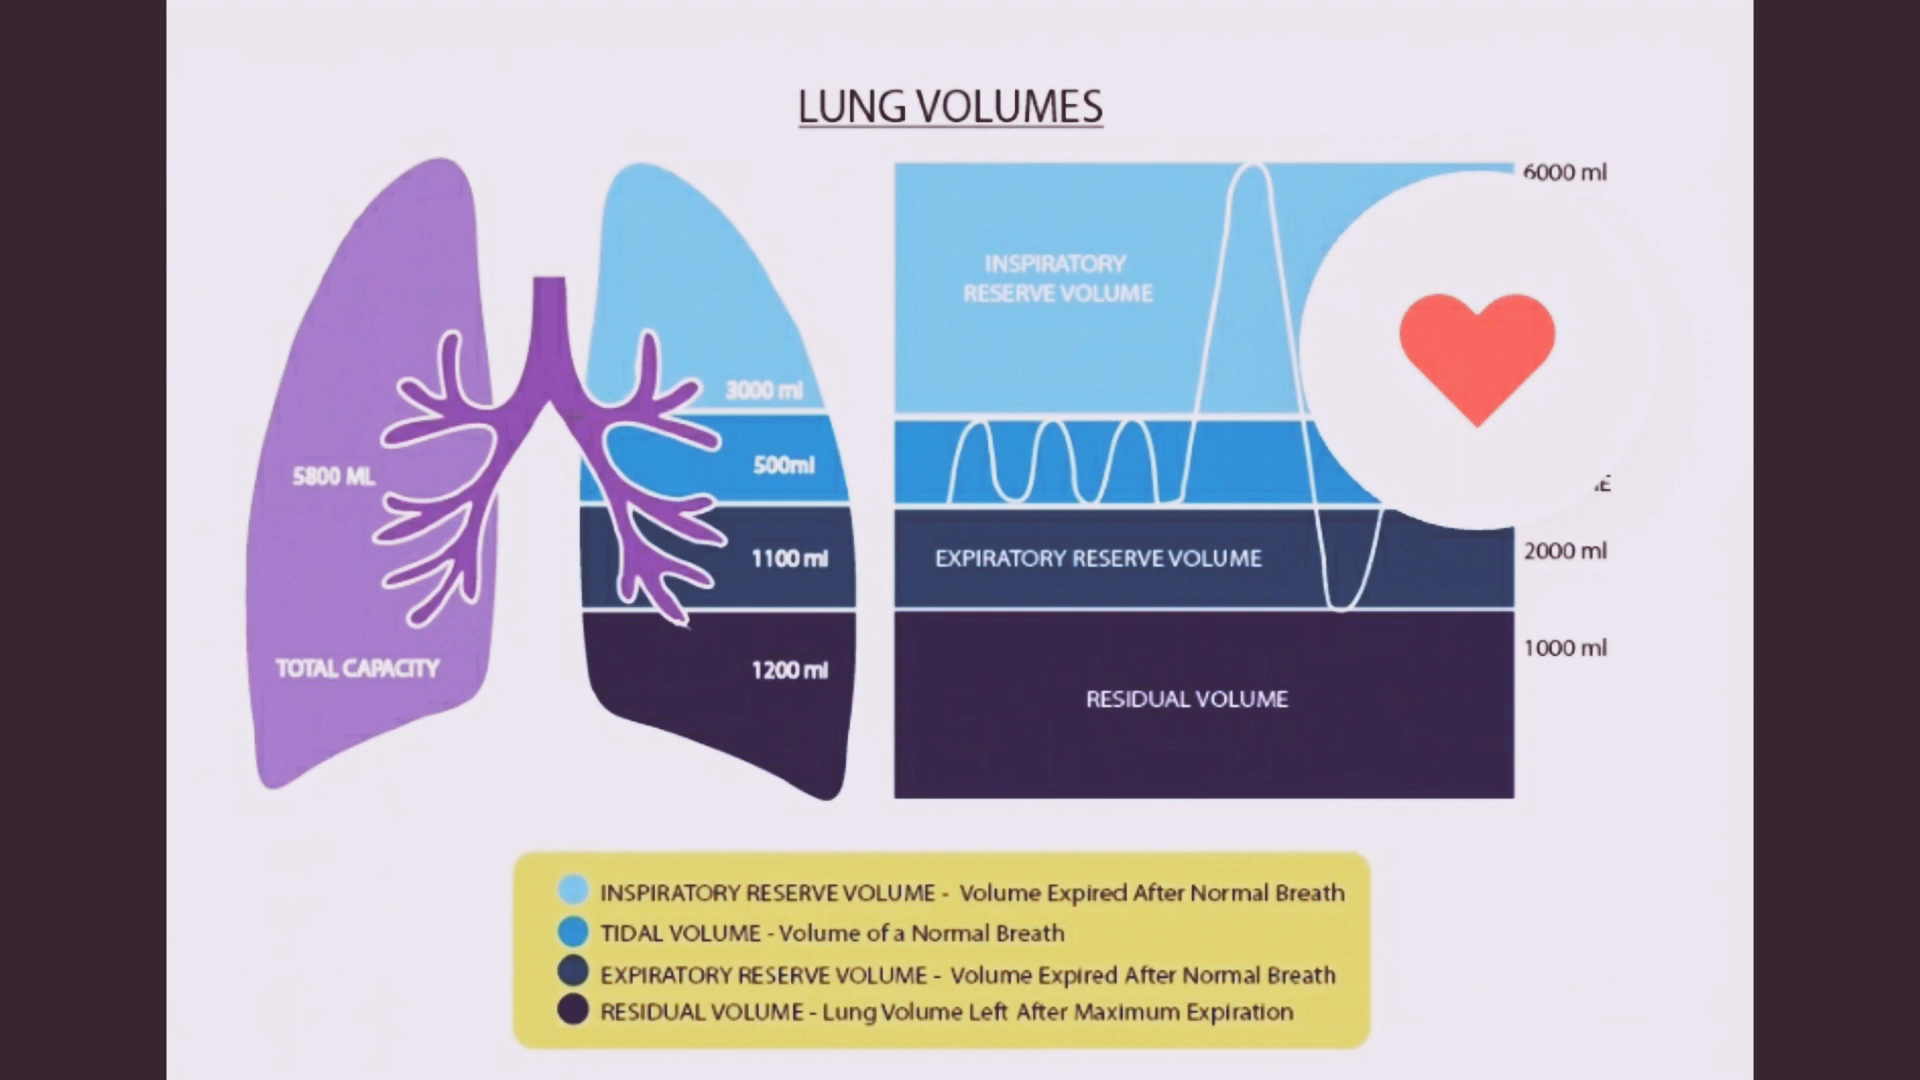 LUNG VOLUMES
6000 ml
INSPIRATORY
RESERVE VOLUME
3000 ml
5800 ML
500ml
1100 ml
EXPIRATORY RESERVE VOLUME
2000 ml
1000 ml
TOTAL CAPACITY
1200 ml
RESIDUAL VOLUME
INSPIRATORY RESERVE VOLUME - Volume Expired After Normal Breath
TIDAL VOLUME - Volume of a Normal Breath
EXPIRATORY RESERVE VOLUME - Volume Expired After Normal Breath
RESIDUAL VOLUME - Lung Volume Left After Maximum Expiration